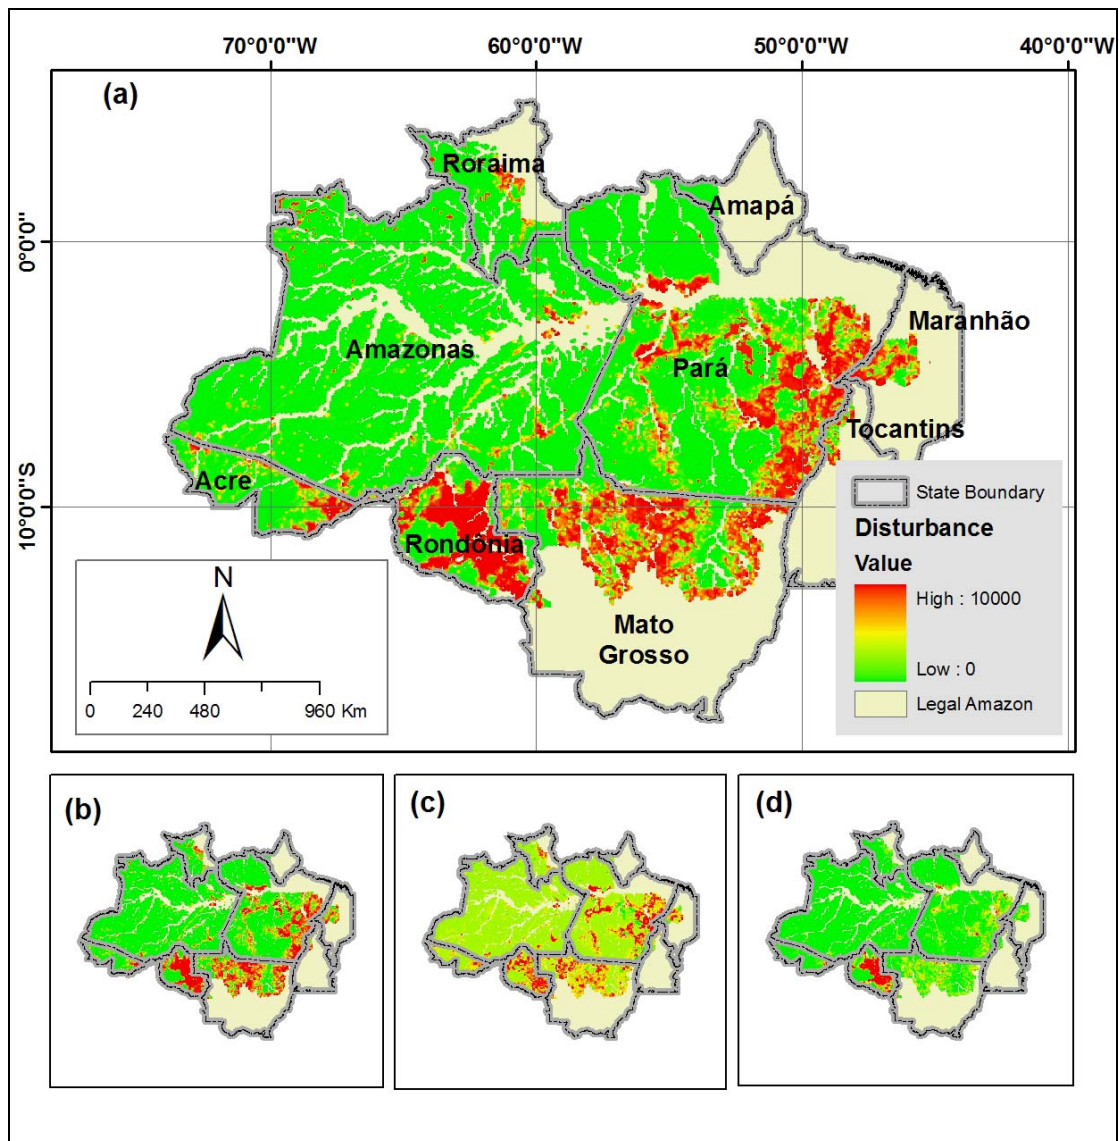 70°0'0"W 60°0'0"W 50°0'0"W 40°0'0"W
(a)
Roraima
Amapá
0°0'0"
Maranhão
Amazonas
Pará
Tocantins
Acre
10°0'0"S
Rondônia
Mato
Grosso
N
0 240 480 960 Km
State Boundary
Disturbance
Value
High : 10000
Low : 0
Legal Amazon
(b)
(c)
(d)